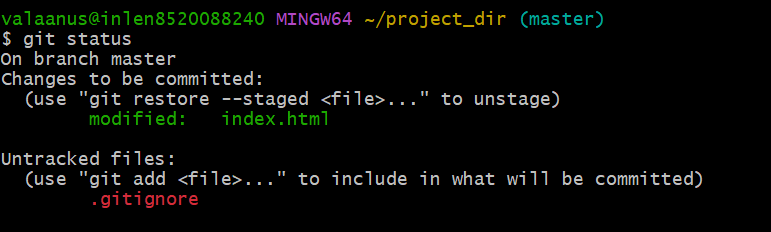 valaanus@inlen8520088240 MINGW64 ~/project_dir (master)
$ git status
On branch master
Changes to be committed:
  (use "git restore --staged <file>..." to unstage)
        modified:   index.html

Untracked files:
  (use "git add <file>..." to include in what will be committed)
        .gitignore